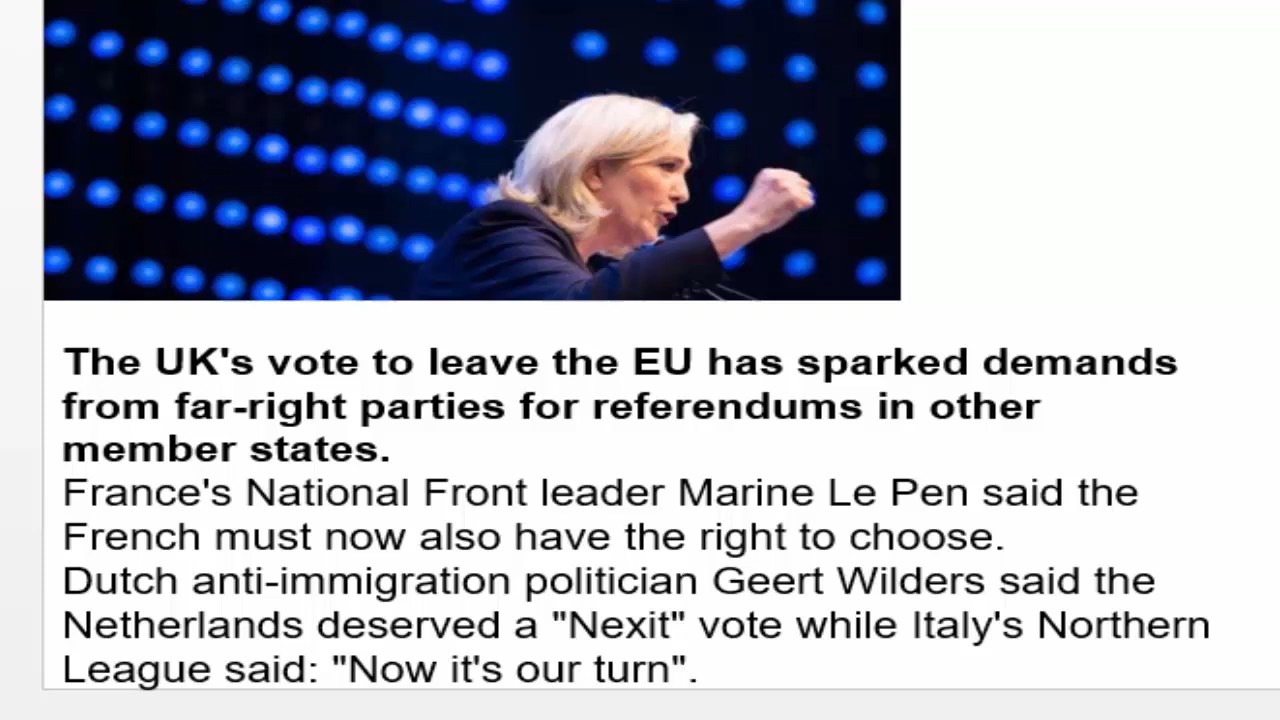 The UK's vote to leave the EU has sparked demands
from far-right parties for referendums in other
member states.
France's National Front leader Marine Le Pen said the
French must now also have the right to choose.
Dutch anti-immigration politician Geert Wilders said the
Netherlands deserved a "Nexit" vote while Italy's Northern
League said: "Now it's our turn".